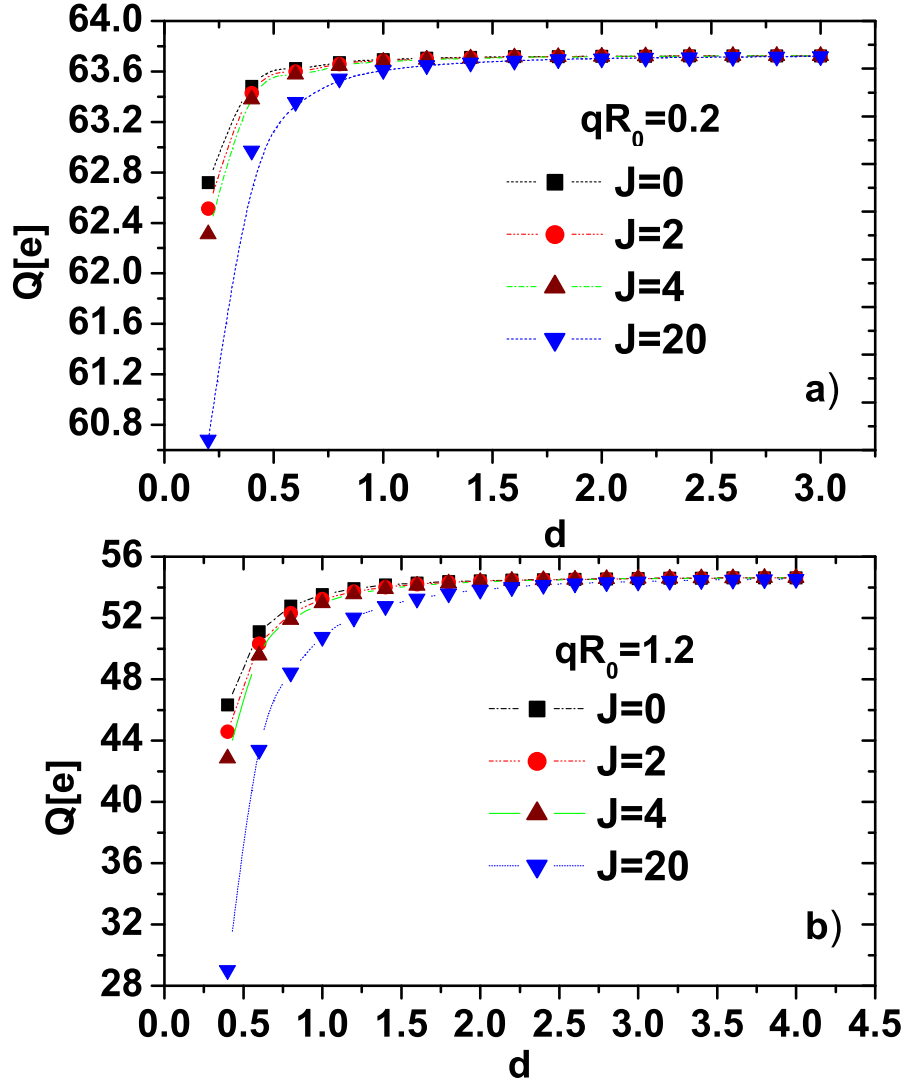 64.0
63.6
63.2
62.8
62.4
62.0
61.6
61.2
60.8
Q[e]
qR₀=0.2
J=0
J=2
J=4
J=20
a)
0.0 0.5 1.0 1.5 2.0 2.5 3.0
d
56
52
48
44
40
36
32
28
Q[e]
qR₀=1.2
J=0
J=2
J=4
J=20
b)
0.0 0.5 1.0 1.5 2.0 2.5 3.0 3.5 4.0 4.5
d